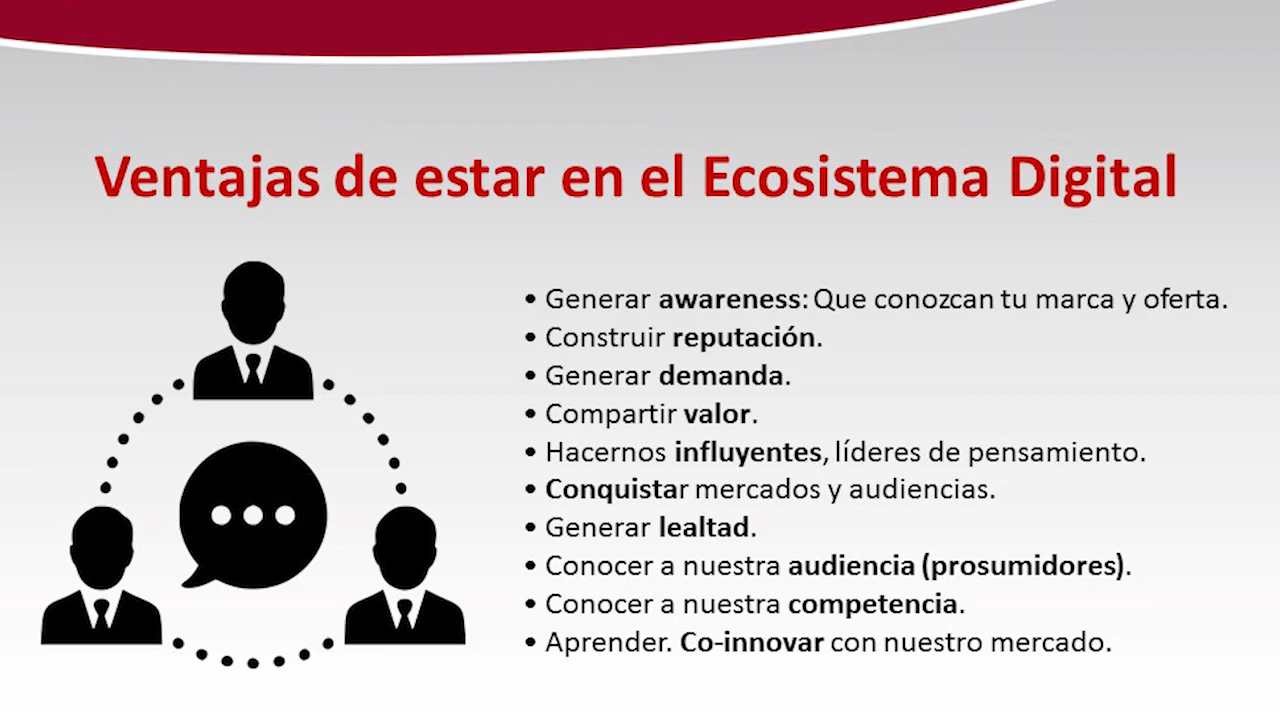 Ventajas de estar en el Ecosistema Digital
• Generar awareness: Que conozcan tu marca y oferta.
• Construir reputación.
• Generar demanda.
• Compartir valor.
• Hacernos influyentes, líderes de pensamiento.
• Conquistar mercados y audiencias.
• Generar lealtad.
• Conocer a nuestra audiencia (prosumidores).
• Conocer a nuestra competencia.
• Aprender. Co-innovar con nuestro mercado.